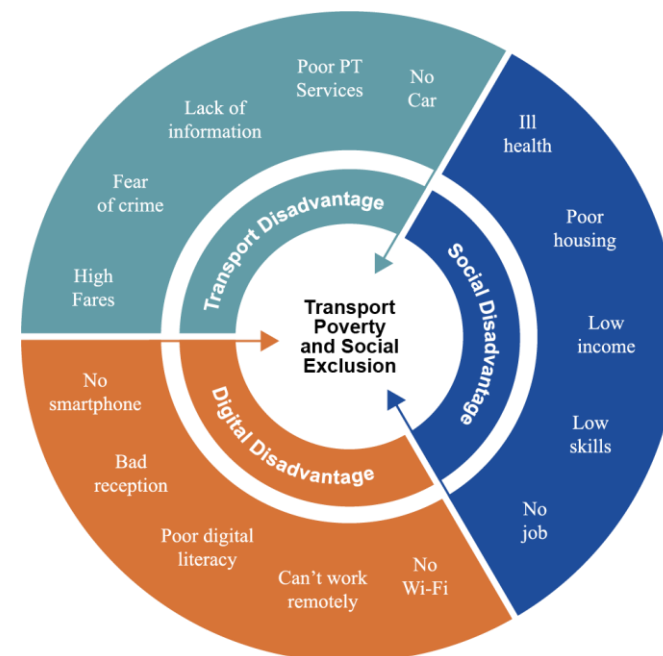 Poor PT
Services
No
Car
Lack of
information
Fear
of crime
High
Fares
Transport Disadvantage
Ill
health
Poor
housing
Low
income
Low
skills
No
job
Social Disadvantage
Transport
Poverty
and Social
Exclusion
No
smartphone
Bad
reception
Poor digital
literacy
Can't work
remotely
No
Wi-Fi
Digital Disadvantage